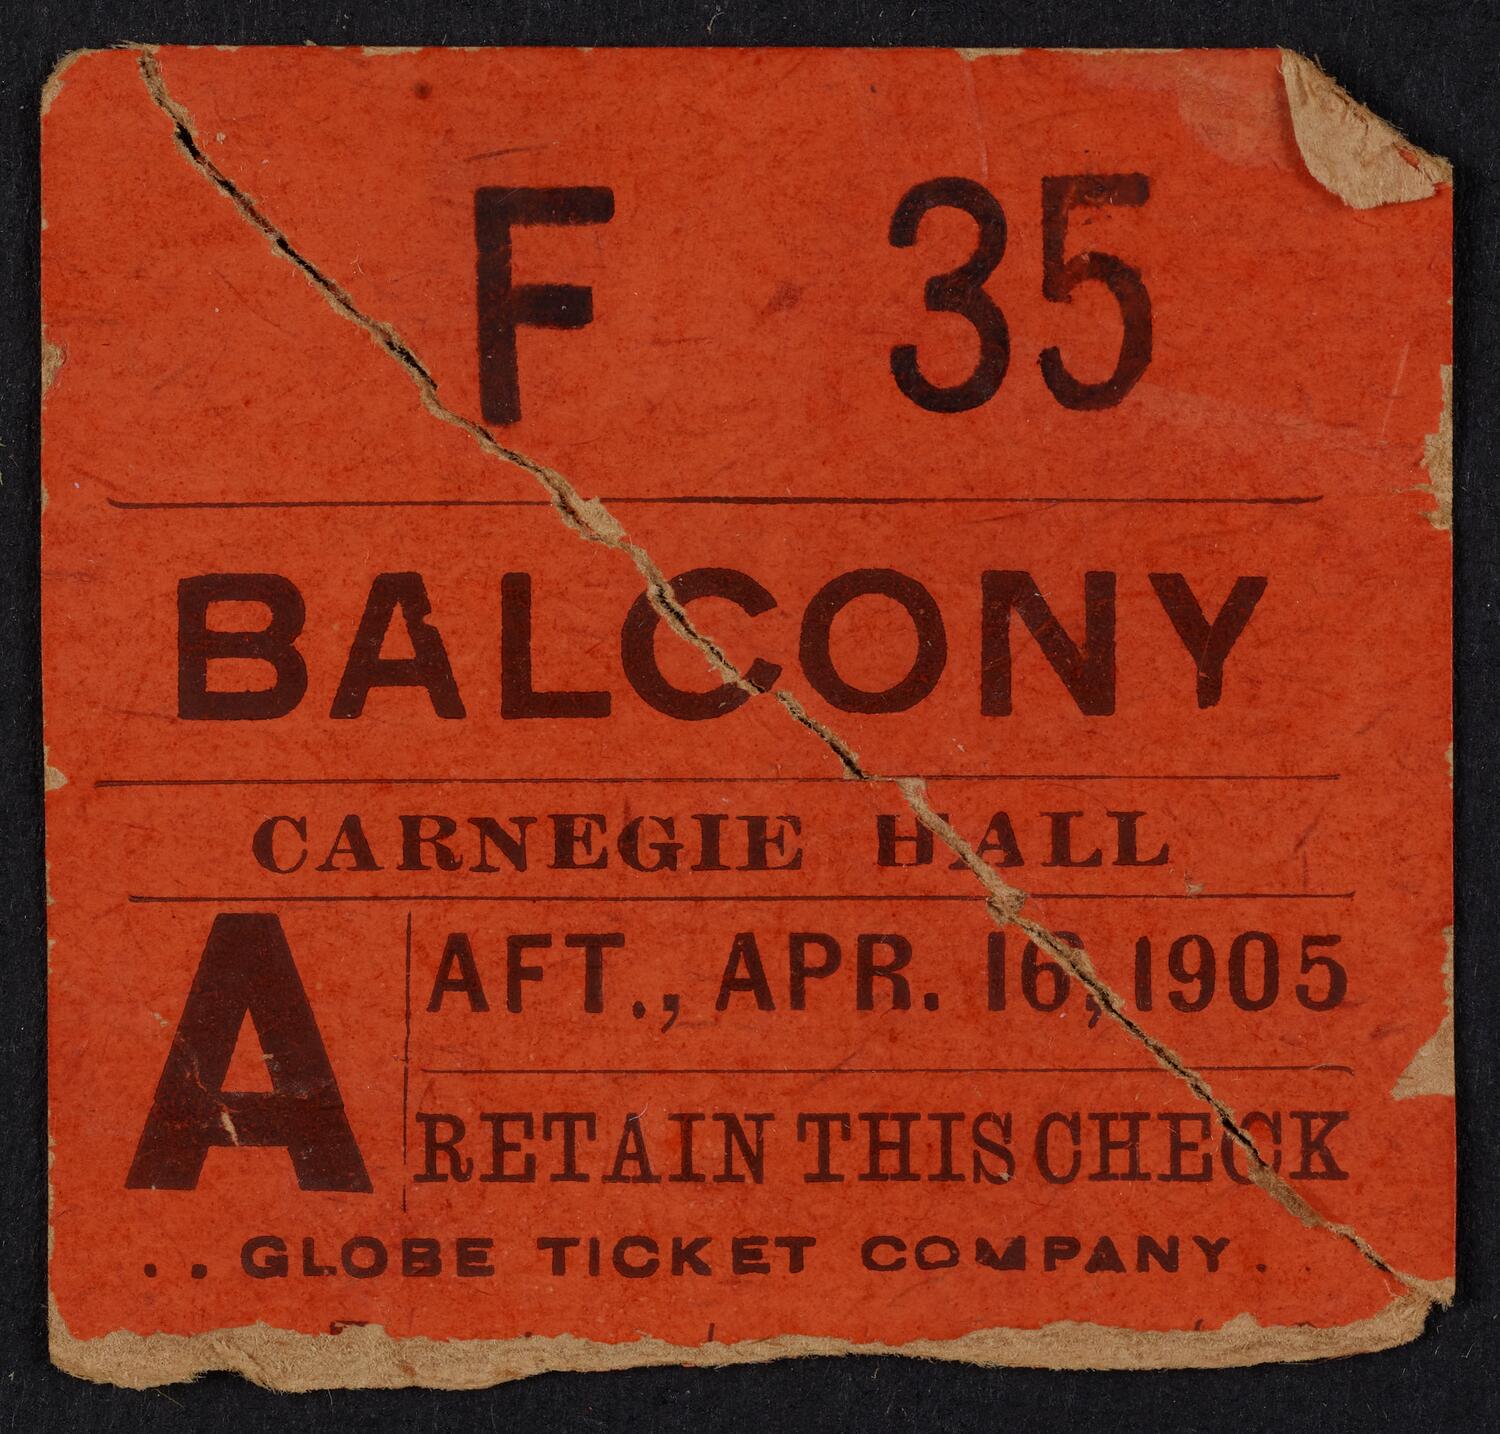 F 35
BALCONY
CARNEGIE HALL
A
AFT., APR. 16, 1905
RETAIN THIS CHECK
..GLOBE TICKET COMPANY.